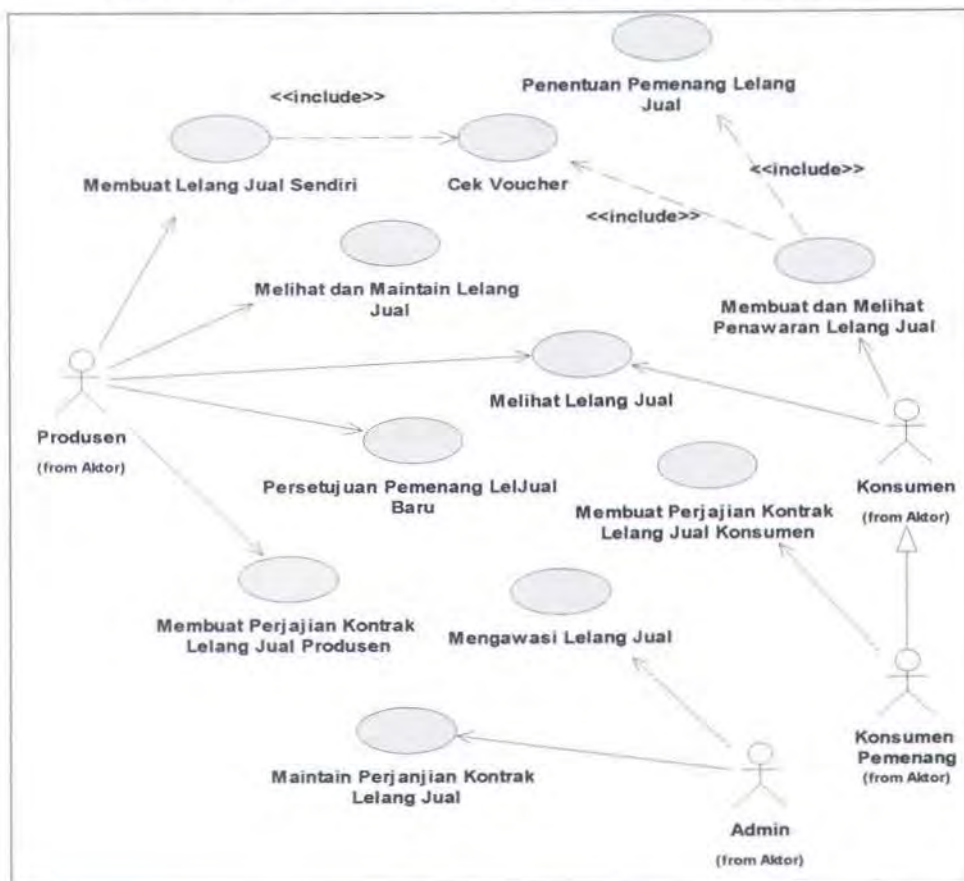 Penentuan Pemenang Lelang
Jual
<<include>>
Membuat Lelang Jual Sendiri
Cek Voucher
<<include>>
<<include>>
Melihat dan Maintain Lelang
Jual
Membuat dan Melihat
Penawaran Lelang Jual
Melihat Lelang Jual
Produsen
(from Aktor)
Persetujuan Pemenang LelJual
Baru
Konsumen
(from Aktor)
Membuat Perjajian Kontrak
Lelang Jual Konsumen
Membuat Perjajian Kontrak
Lelang Jual Produsen
Mengawasi Lelang Jual
Konsumen
Pemenang
(from Aktor)
Maintain Perjanjian Kontrak
Lelang Jual
Admin
(from Aktor)